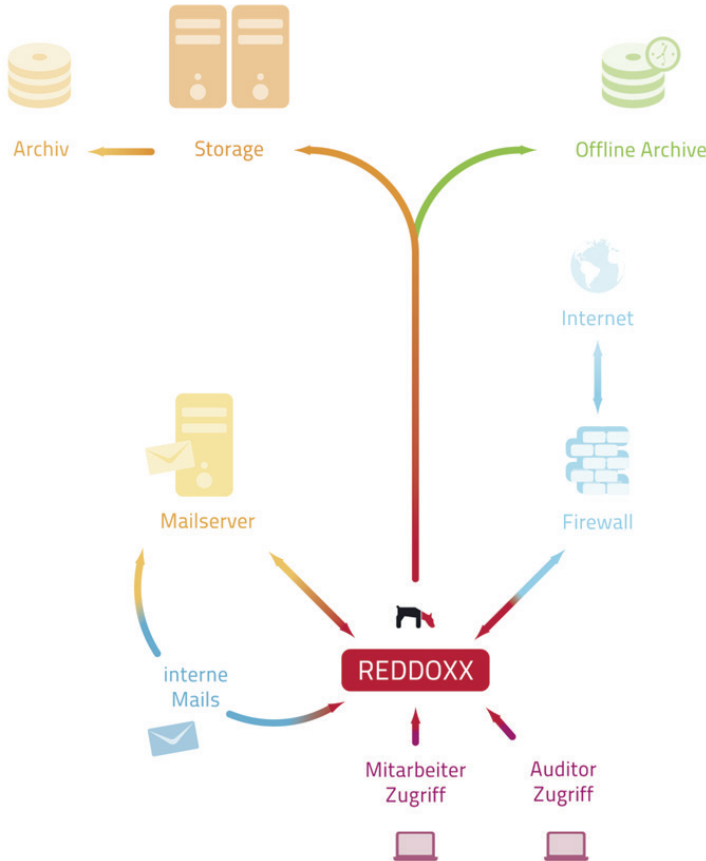 Archiv
Storage
Offline Archive
Internet
Mailserver
Firewall
interne
Mails
REDDOXX
Mitarbeiter
Zugriff
Auditor
Zugriff